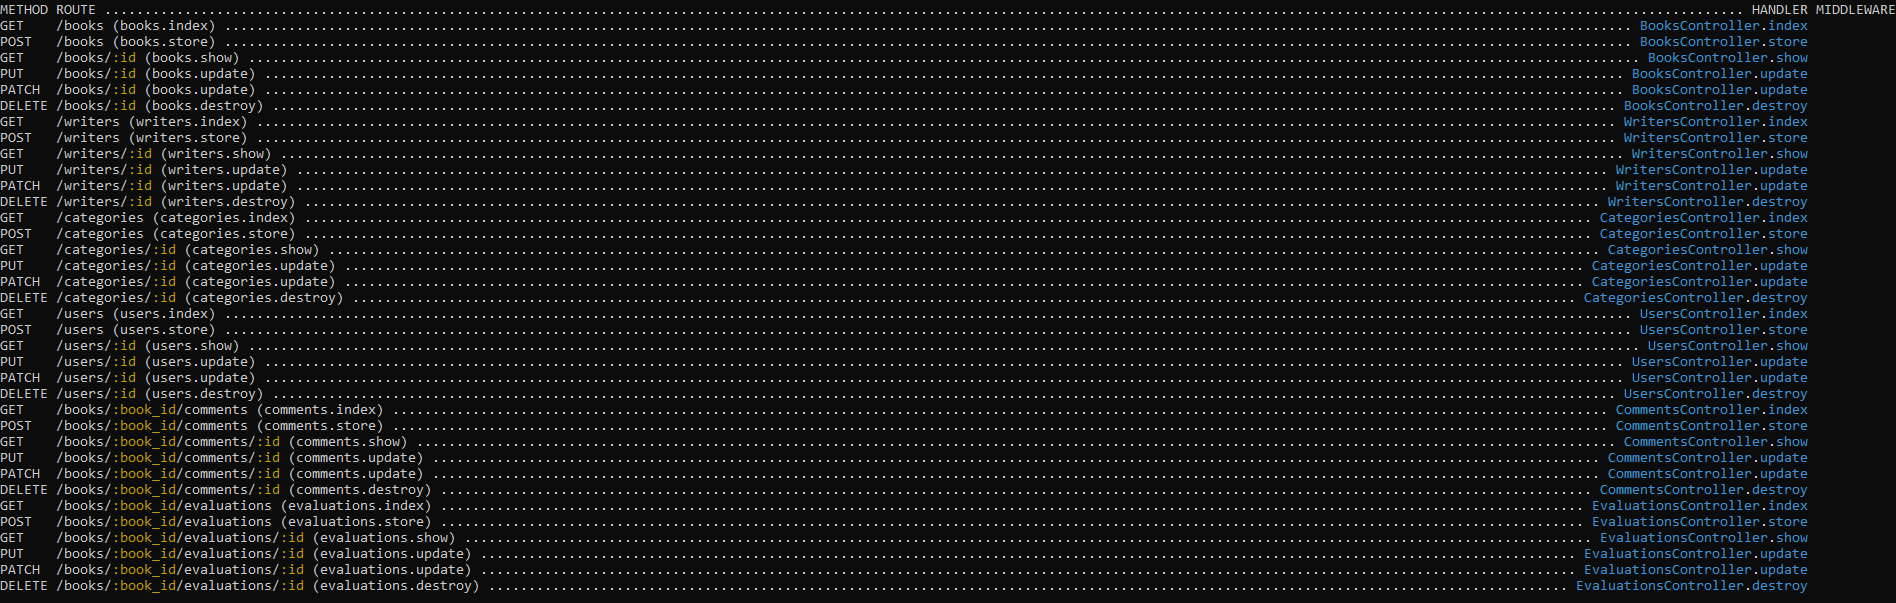 METHOD ROUTE ........ HANDLER MIDDLEWARE
GET /books (books.index) ........ BooksController.index
POST /books (books.store) ........ BooksController.store
GET /books/:id (books.show) ........ BooksController.show
PUT /books/:id (books.update) ........ BooksController.update
PATCH /books/:id (books.update) ........ BooksController.update
DELETE /books/:id (books.destroy) ........ BooksController.destroy
GET /writers (writers.index) ........ WritersController.index
POST /writers (writers.store) ........ WritersController.store
GET /writers/:id (writers.show) ........ WritersController.show
PUT /writers/:id (writers.update) ........ WritersController.update
PATCH /writers/:id (writers.update) ........ WritersController.update
DELETE /writers/:id (writers.destroy) ........ WritersController.destroy
GET /categories (categories.index) ........ CategoriesController.index
POST /categories (categories.store) ........ CategoriesController.store
GET /categories/:id (categories.show) ........ CategoriesController.show
PUT /categories/:id (categories.update) ........ CategoriesController.update
PATCH /categories/:id (categories.update) ........ CategoriesController.update
DELETE /categories/:id (categories.destroy) ........ CategoriesController.destroy
GET /users (users.index) ........ UsersController.index
POST /users (users.store) ........ UsersController.store
GET /users/:id (users.show) ........ UsersController.show
PUT /users/:id (users.update) ........ UsersController.update
PATCH /users/:id (users.update) ........ UsersController.update
DELETE /users/:id (users.destroy) ........ UsersController.destroy
GET /books/:book_id/comments (comments.index) ........ CommentsController.index
POST /books/:book_id/comments (comments.store) ........ CommentsController.store
GET /books/:book_id/comments/:id (comments.show) ........ CommentsController.show
PUT /books/:book_id/comments/:id (comments.update) ........ CommentsController.update
PATCH /books/:book_id/comments/:id (comments.update) ........ CommentsController.update
DELETE /books/:book_id/comments/:id (comments.destroy) ........ CommentsController.destroy
GET /books/:book_id/evaluations (evaluations.index) ........ EvaluationsController.index
POST /books/:book_id/evaluations (evaluations.store) ........ EvaluationsController.store
GET /books/:book_id/evaluations/:id (evaluations.show) ........ EvaluationsController.show
PUT /books/:book_id/evaluations/:id (evaluations.update) ........ EvaluationsController.update
PATCH /books/:book_id/evaluations/:id (evaluations.update) ........ EvaluationsController.update
DELETE /books/:book_id/evaluations/:id (evaluations.destroy) ........ EvaluationsController.destroy